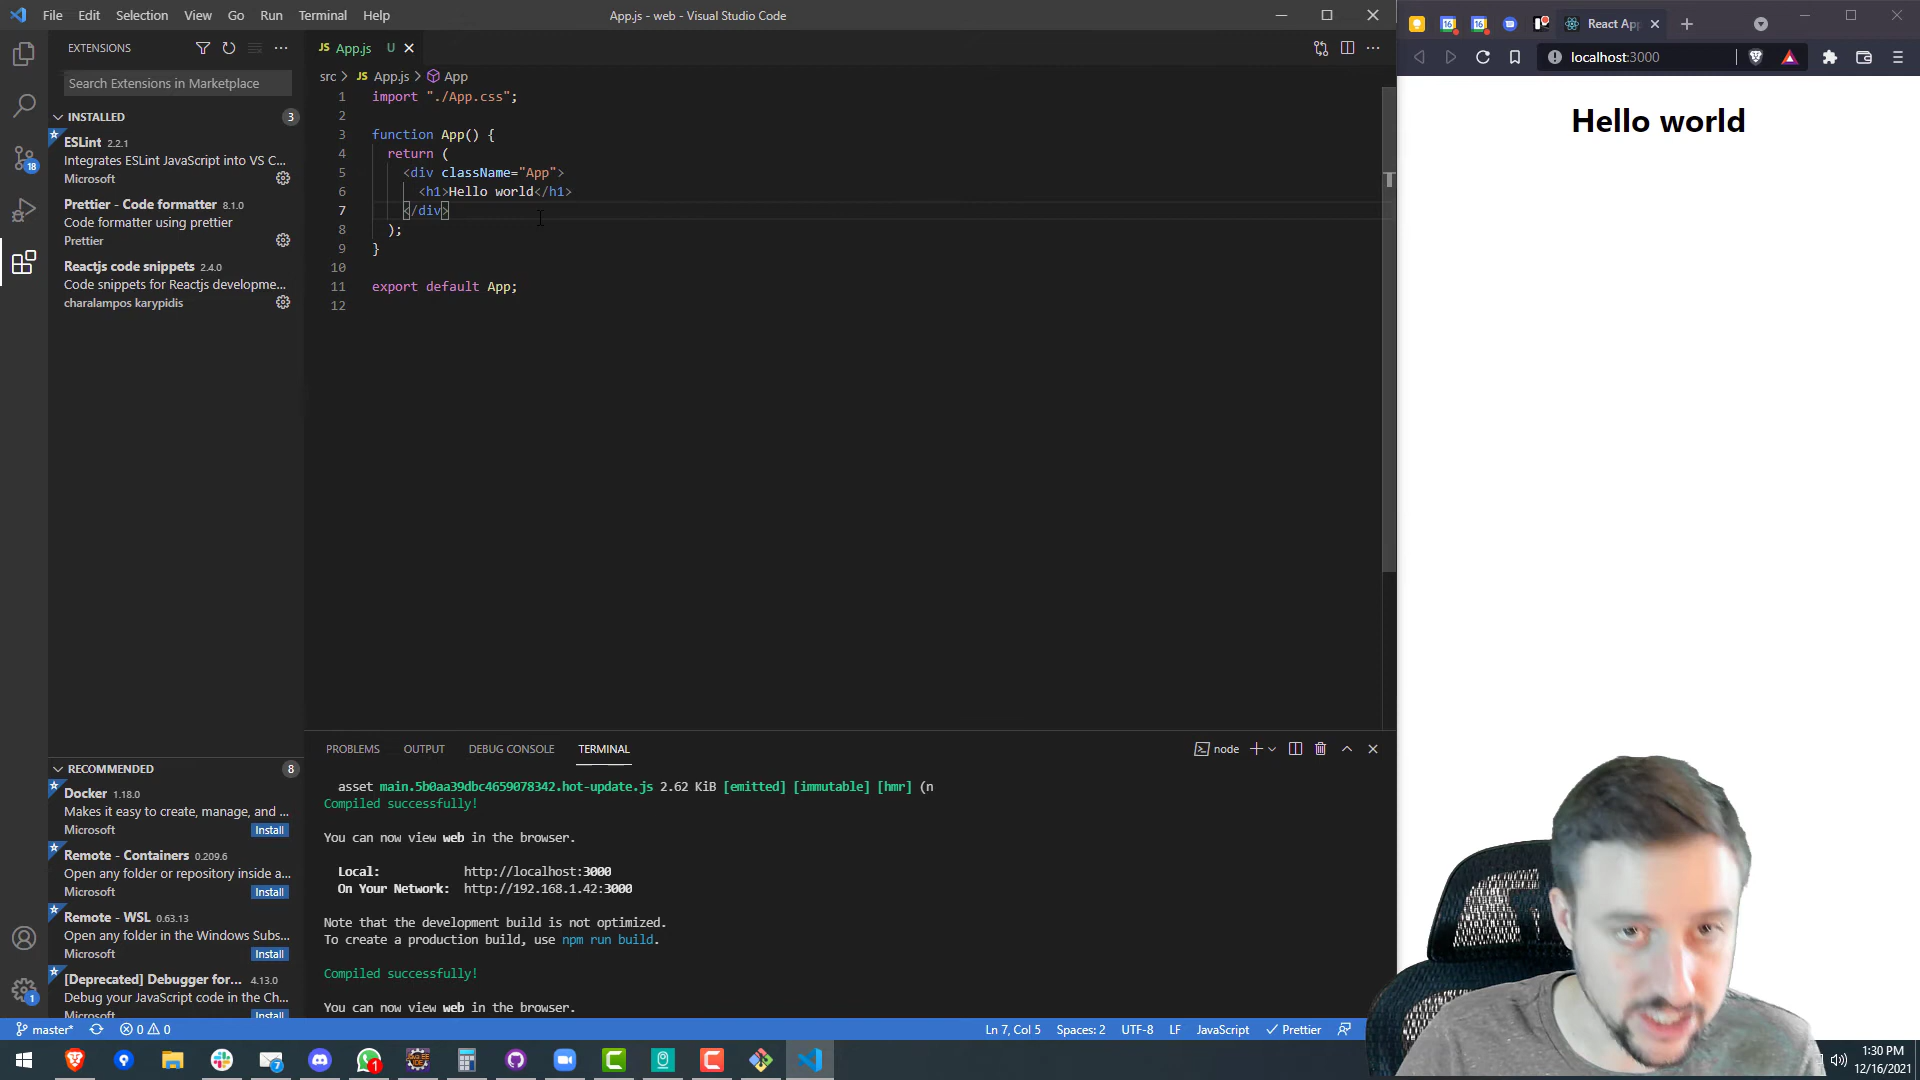 File Edit Selection View Go Run Terminal Help
App.js - web - Visual Studio Code
EXTENSIONS
Search Extensions in Marketplace
INSTALLED 3
ESLint 2.2.1
Integrates ESLint JavaScript into VS C...
Microsoft
Prettier - Code formatter 8.1.0
Code formatter using prettier
Prettier
Reactjs code snippets 2.4.0
Code snippets for Reactjs developme...
charalampos karypidis
18
RECOMMENDED 8
Docker 1.18.0
Makes it easy to create, manage, and ...
Microsoft Install
Remote - Containers 0.209.6
Open any folder or repository inside a...
Microsoft Install
Remote - WSL 0.63.13
Open any folder in the Windows Subs...
Microsoft Install
[Deprecated] Debugger for... 4.13.0
Debug your JavaScript code in the Ch...
Microsoft Install
1
JS App.js U
src > JS App.js > App
1 import "./App.css";
2
3 function App() {
4 return (
5 <div className="App">
6 <h1>Hello world</h1>
7 </div>
8 );
9 }
10
11 export default App;
12
PROBLEMS OUTPUT DEBUG CONSOLE TERMINAL
node
asset main.5b0aa39dbc4659078342.hot-update.js 2.62 KiB [emitted] [immutable] [hmr] (n
Compiled successfully!
You can now view web in the browser.
Local: http://localhost:3000
On Your Network: http://192.168.1.42:3000
Note that the development build is not optimized.
To create a production build, use npm run build.
Compiled successfully!
You can now view web in the browser.
master* 0 0
Ln 7, Col 5 Spaces: 2 UTF-8 LF JavaScript Prettier
16 16 React App
localhost:3000
Hello world
7 1
1:30 PM
12/16/2021